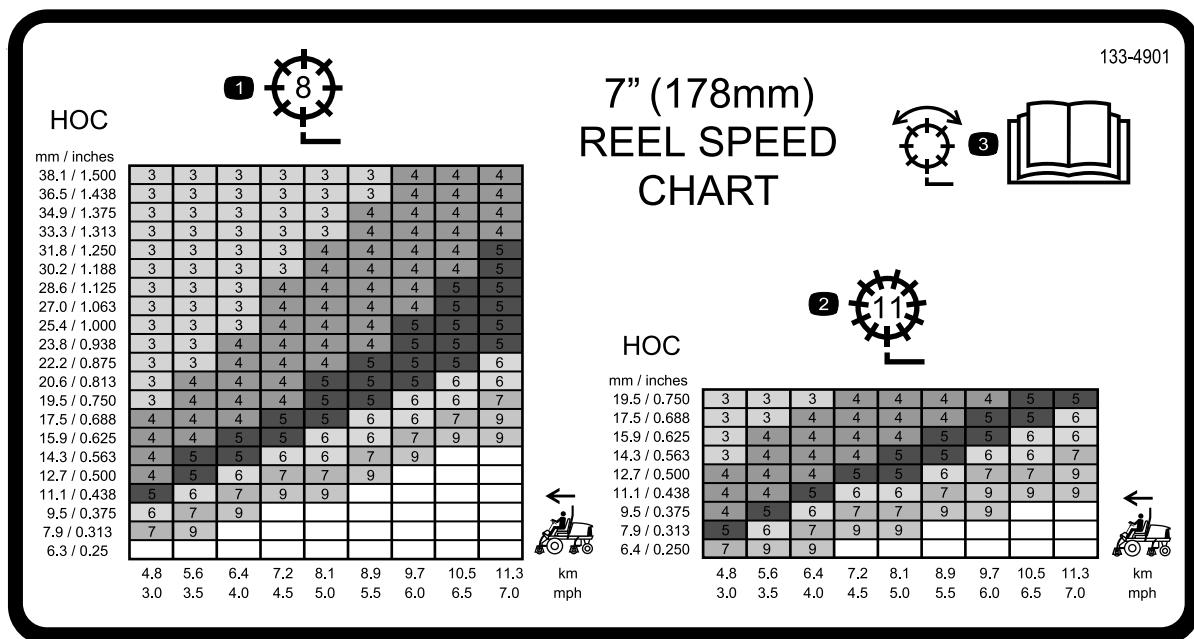 133-4901
1
8
7” (178mm)
REEL SPEED
CHART
3
HOC
mm / inches
38.1 / 1.500 3 3 3 3 3 3 4 4 4
36.5 / 1.438 3 3 3 3 3 3 4 4 4
34.9 / 1.375 3 3 3 3 3 4 4 4 4
33.3 / 1.313 3 3 3 3 3 4 4 4 4
31.8 / 1.250 3 3 3 3 4 4 4 4 5
30.2 / 1.188 3 3 3 3 4 4 4 4 5
28.6 / 1.125 3 3 3 4 4 4 4 5 5
27.0 / 1.063 3 3 3 4 4 4 4 5 5
25.4 / 1.000 3 3 3 4 4 4 5 5 5
23.8 / 0.938 3 3 4 4 4 4 5 5 5
22.2 / 0.875 3 3 4 4 4 5 5 5 6
20.6 / 0.813 3 4 4 4 5 5 5 6 6
19.5 / 0.750 3 4 4 4 5 5 6 6 7
17.5 / 0.688 4 4 4 5 5 6 6 7 9
15.9 / 0.625 4 4 5 5 6 6 7 9 9
14.3 / 0.563 4 5 5 6 6 7 9
12.7 / 0.500 4 5 6 7 7 9
11.1 / 0.438 5 6 7 9 9
9.5 / 0.375 6 7 9
7.9 / 0.313 7 9
6.3 / 0.25
4.8 5.6 6.4 7.2 8.1 8.9 9.7 10.5 11.3 km
3.0 3.5 4.0 4.5 5.0 5.5 6.0 6.5 7.0 mph
2
11
HOC
mm / inches
19.5 / 0.750 3 3 3 4 4 4 4 5 5
17.5 / 0.688 3 3 4 4 4 4 5 5 6
15.9 / 0.625 3 4 4 4 4 5 5 6 6
14.3 / 0.563 3 4 4 4 5 5 6 6 7
12.7 / 0.500 4 4 4 5 5 6 7 7 9
11.1 / 0.438 4 4 5 6 6 7 9 9 9
9.5 / 0.375 4 5 6 7 7 9 9
7.9 / 0.313 5 6 7 9 9
6.4 / 0.250 7 9 9
4.8 5.6 6.4 7.2 8.1 8.9 9.7 10.5 11.3 km
3.0 3.5 4.0 4.5 5.0 5.5 6.0 6.5 7.0 mph